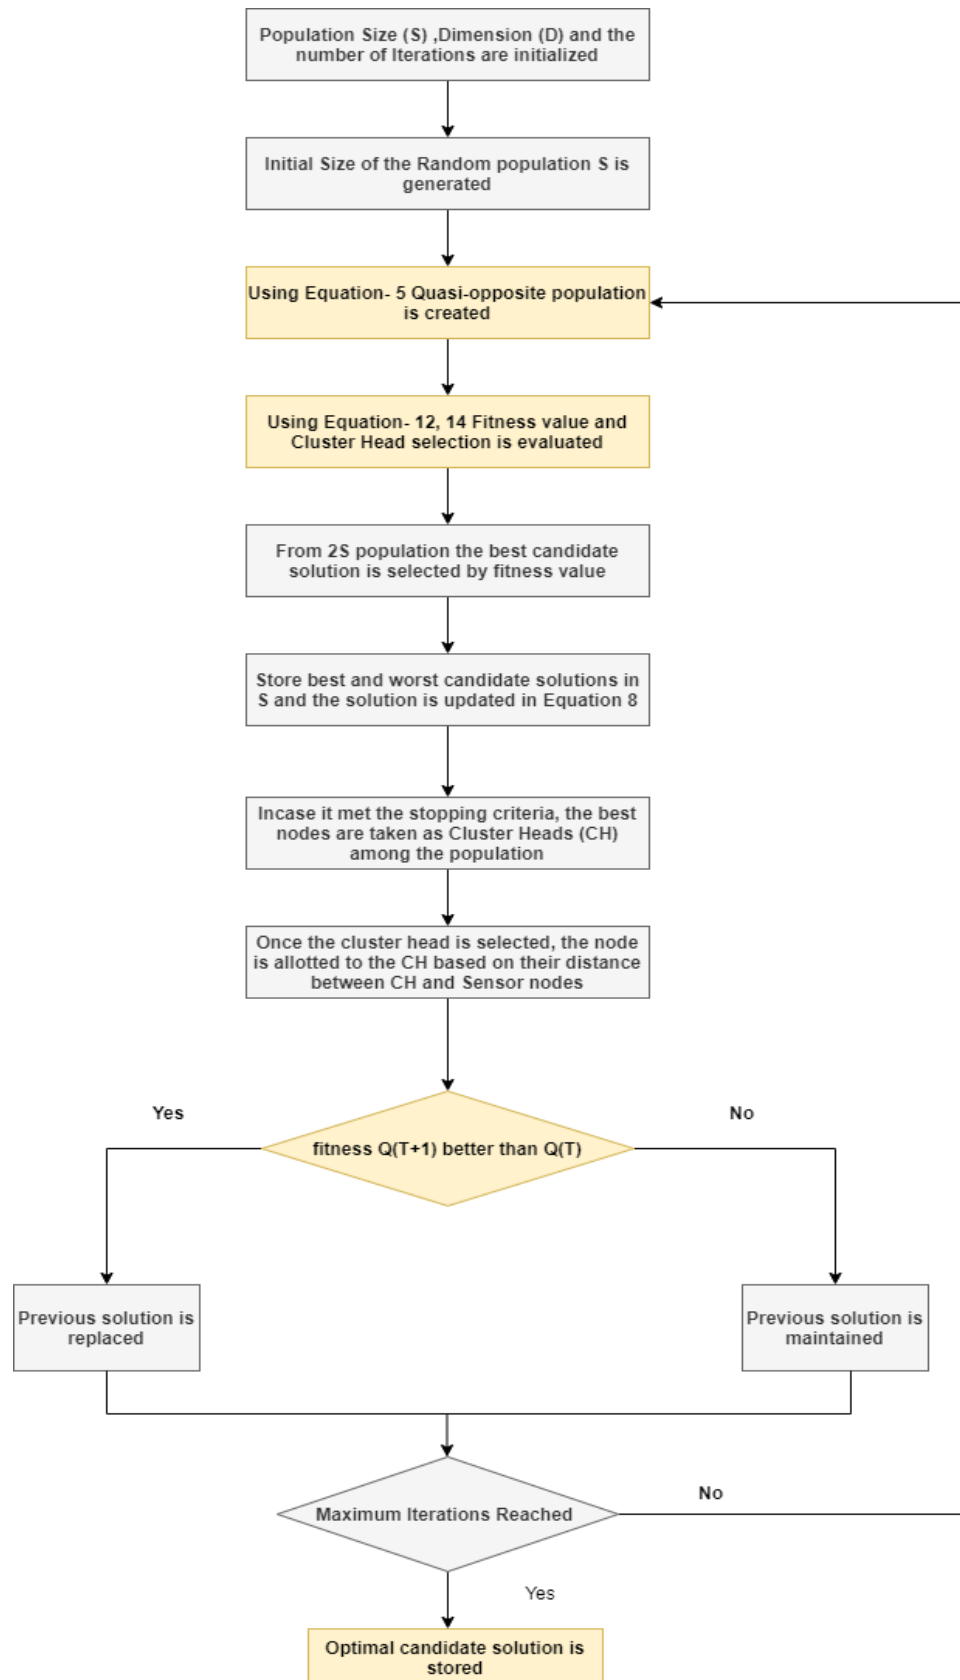 Population Size (S) ,Dimension (D) and the
number of Iterations are initialized
Initial Size of the Random population S is
generated
Using Equation- 5 Quasi-opposite population
is created
Using Equation- 12, 14 Fitness value and
Cluster Head selection is evaluated
From 2S population the best candidate
solution is selected by fitness value
Store best and worst candidate solutions in
S and the solution is updated in Equation 8
Incase it met the stopping criteria, the best
nodes are taken as Cluster Heads (CH)
among the population
Once the cluster head is selected, the node
is allotted to the CH based on their distance
between CH and Sensor nodes
Yes
No
fitness Q(T+1) better than Q(T)
Previous solution is
replaced
Previous solution is
maintained
Maximum Iterations Reached
No
Yes
Optimal candidate solution is
stored